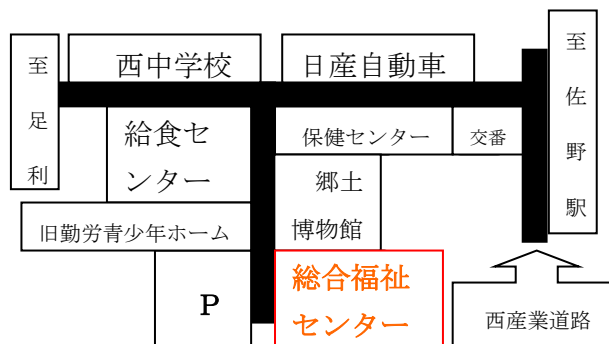 至足利
西中学校
日産自動車
至佐野駅
給食セ
ンター
保健センター
交番
郷土
博物館
旧勤労青少年ホーム
P
総合福祉
センター
西産業道路